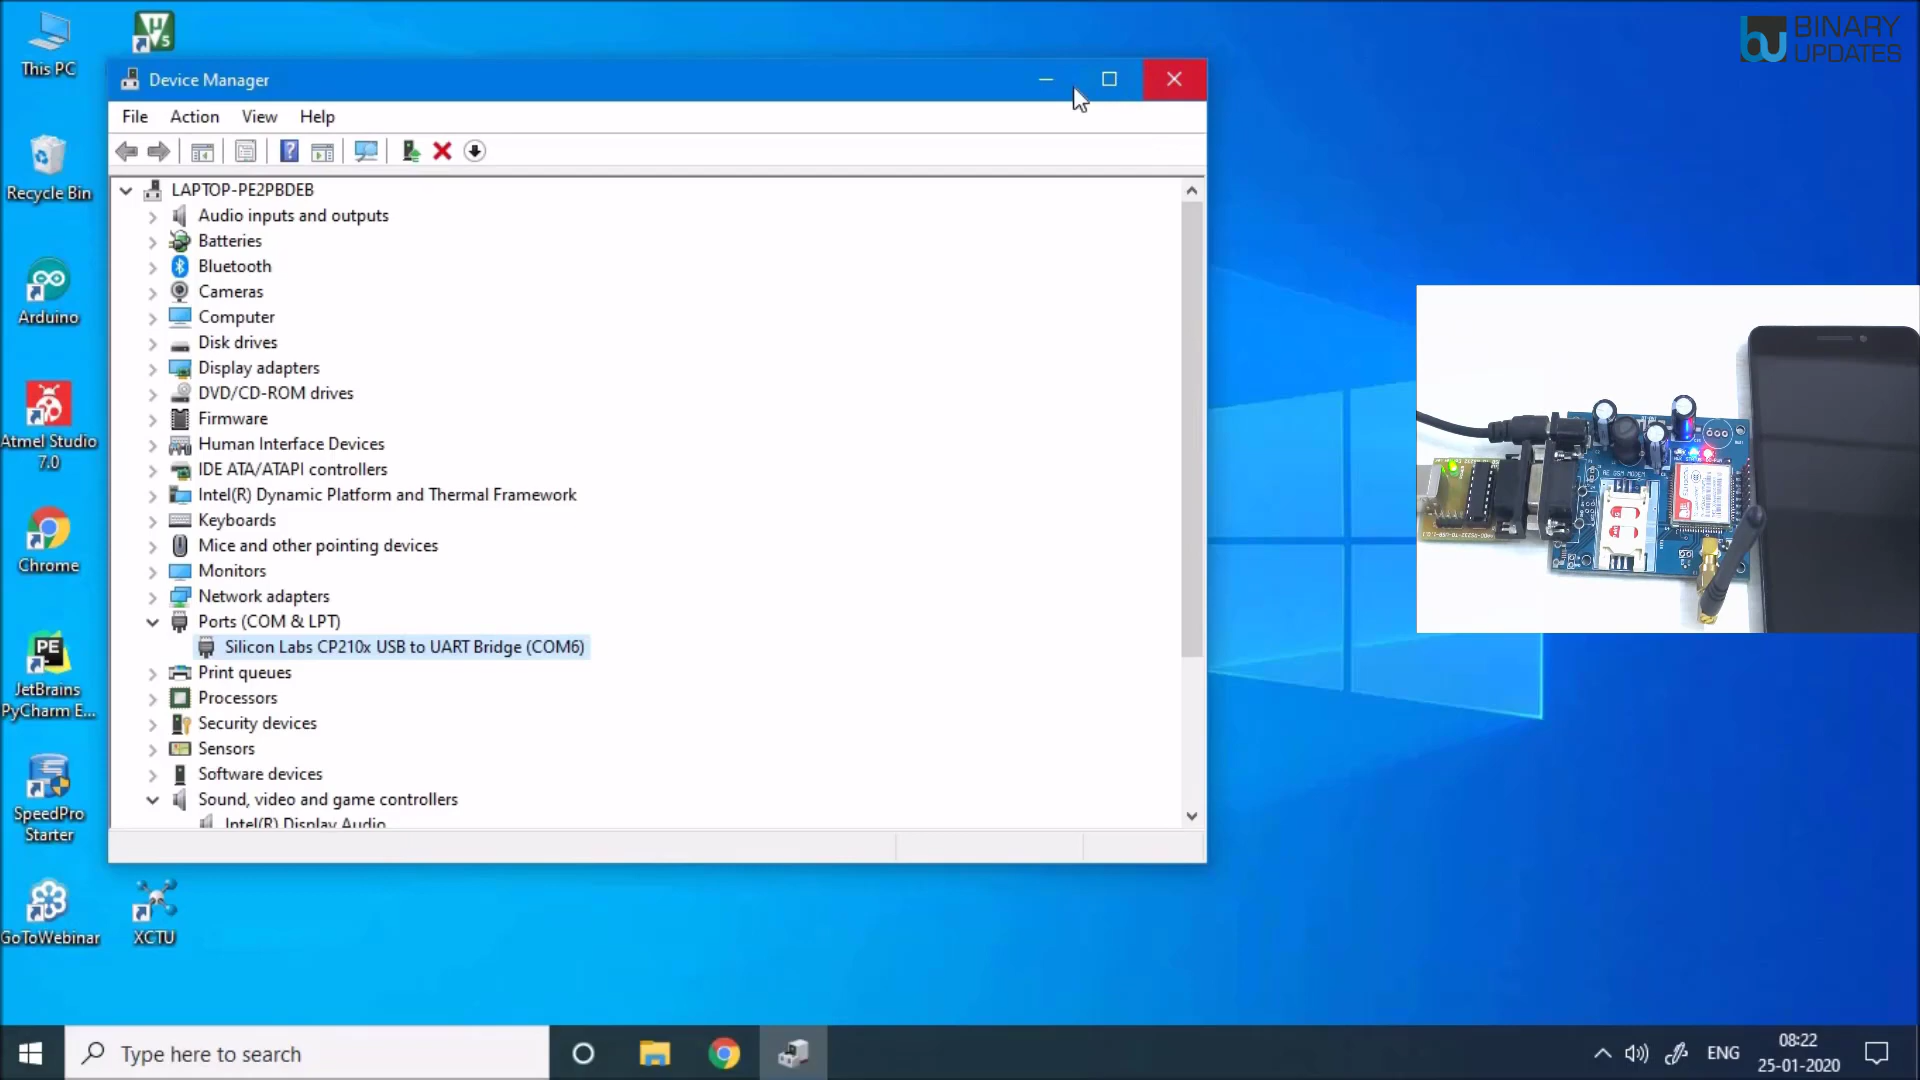 This PC
5
Recycle Bin
Arduino
Atmel Studio
7.0
Chrome
PE
JetBrains
PyCharm E...
SpeedPro
Starter
GoToWebinar
XCTU
Device Manager
File Action View Help
LAPTOP-PE2PBDEB
Audio inputs and outputs
Batteries
Bluetooth
Cameras
Computer
Disk drives
Display adapters
DVD/CD-ROM drives
Firmware
Human Interface Devices
IDE ATA/ATAPI controllers
Intel(R) Dynamic Platform and Thermal Framework
Keyboards
Mice and other pointing devices
Monitors
Network adapters
Ports (COM & LPT)
Silicon Labs CP210x USB to UART Bridge (COM6)
Print queues
Processors
Security devices
Sensors
Software devices
Sound, video and game controllers
Intel(R) Display Audio
BINARY
UPDATES
Type here to search
ENG
08:22
25-01-2020